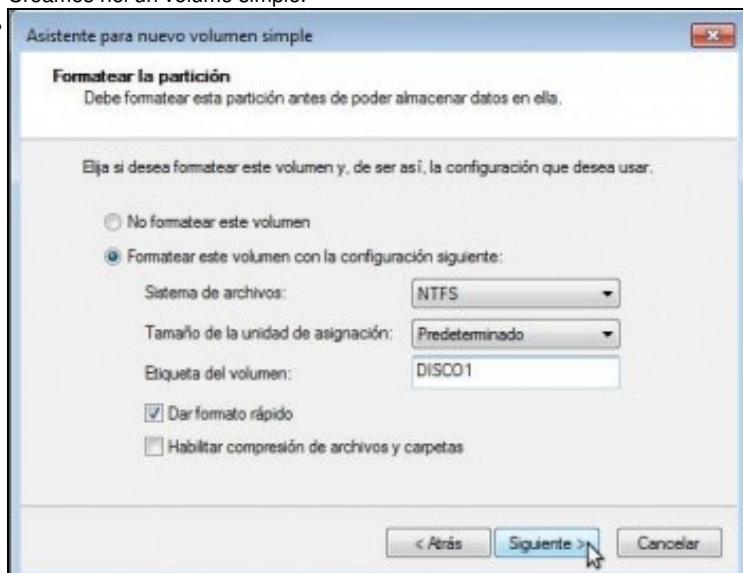 Creamos nel un volume simple.
Asistente para nuevo volumen simple
Formatear la partición
Debe formatear esta partición antes de poder almacenar datos en ella.
Elija si desea formatear este volumen y, de ser así, la configuración que desea usar.
No formatear este volumen
Formatear este volumen con la configuración siguiente:
Sistema de archivos: NTFS
Tamaño de la unidad de asignación: Predeterminado
Etiqueta del volumen: DISCO1
Dar formato rápido
Habilitar compresión de archivos y carpetas
< Atrás Siguiente > Cancelar